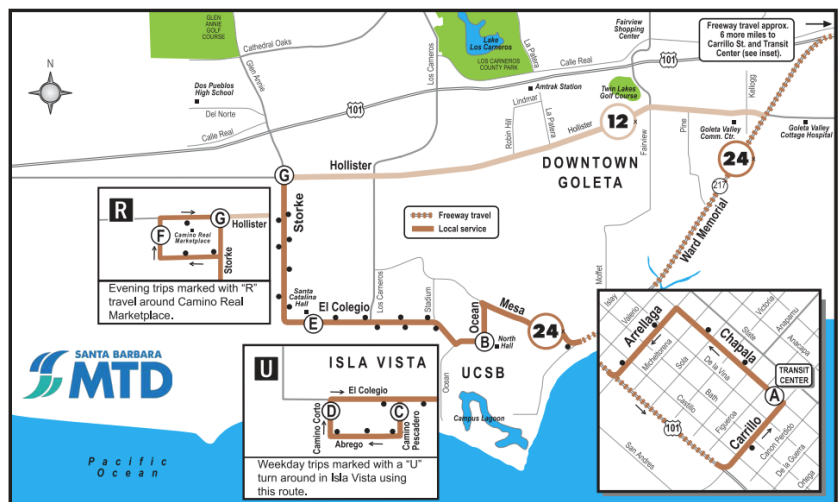 GLEN
ANNIE
GOLF
COURSE
Cathedral Oaks
Glen Annie
Los Carneros
Lake
Los Carneros
LOS CARNEROS
COUNTY PARK
La Patera
Calle Real
Fairview
Shopping
Center
Freeway travel approx.
6 more miles to
Carrillo St. and Transit
Center (see inset).
101
N
Dos Pueblos
High School
Del Norte
Calle Real
101
Amtrak Station
Twin Lakes
Golf Course
Kellogg
Lindmar
Robin Hill
La Patera
Hollister
12
Fairview
Pine
Goleta Valley
Comm. Ctr.
Goleta Valley
Cottage Hospital
24
217
Ward Memorial
DOWNTOWN
GOLETA
G
Hollister
Storke
R
G
Hollister
F
Camino Real
Marketplace
Storke
Evening trips marked with “R”
travel around Camino Real
Marketplace.
Freeway travel
Local service
Santa
Catalina
Hall
E
El Colegio
Los Carneros
Stadium
Ocean
Mesa
24
B
North
Hall
Moffet
UCSB
Ocean
Campus Lagoon
ISLA VISTA
U
El Colegio
D
C
Camino Corto
Abrego
Camino
Pescadero
Weekday trips marked with a “U”
turn around in Isla Vista using
this route.
SANTA BARBARA
MTD
Pacific
Ocean
Islay
Valerio
Arrellaga
Micheltorena
Sola
Victoria
Anapamu
State
Anacapa
Chapala
De la Vina
Bath
Castillo
Figueroa
TRANSIT
CENTER
A
101
Carrillo
San Andres
Canon Perdido
De la Guerra
Ortega